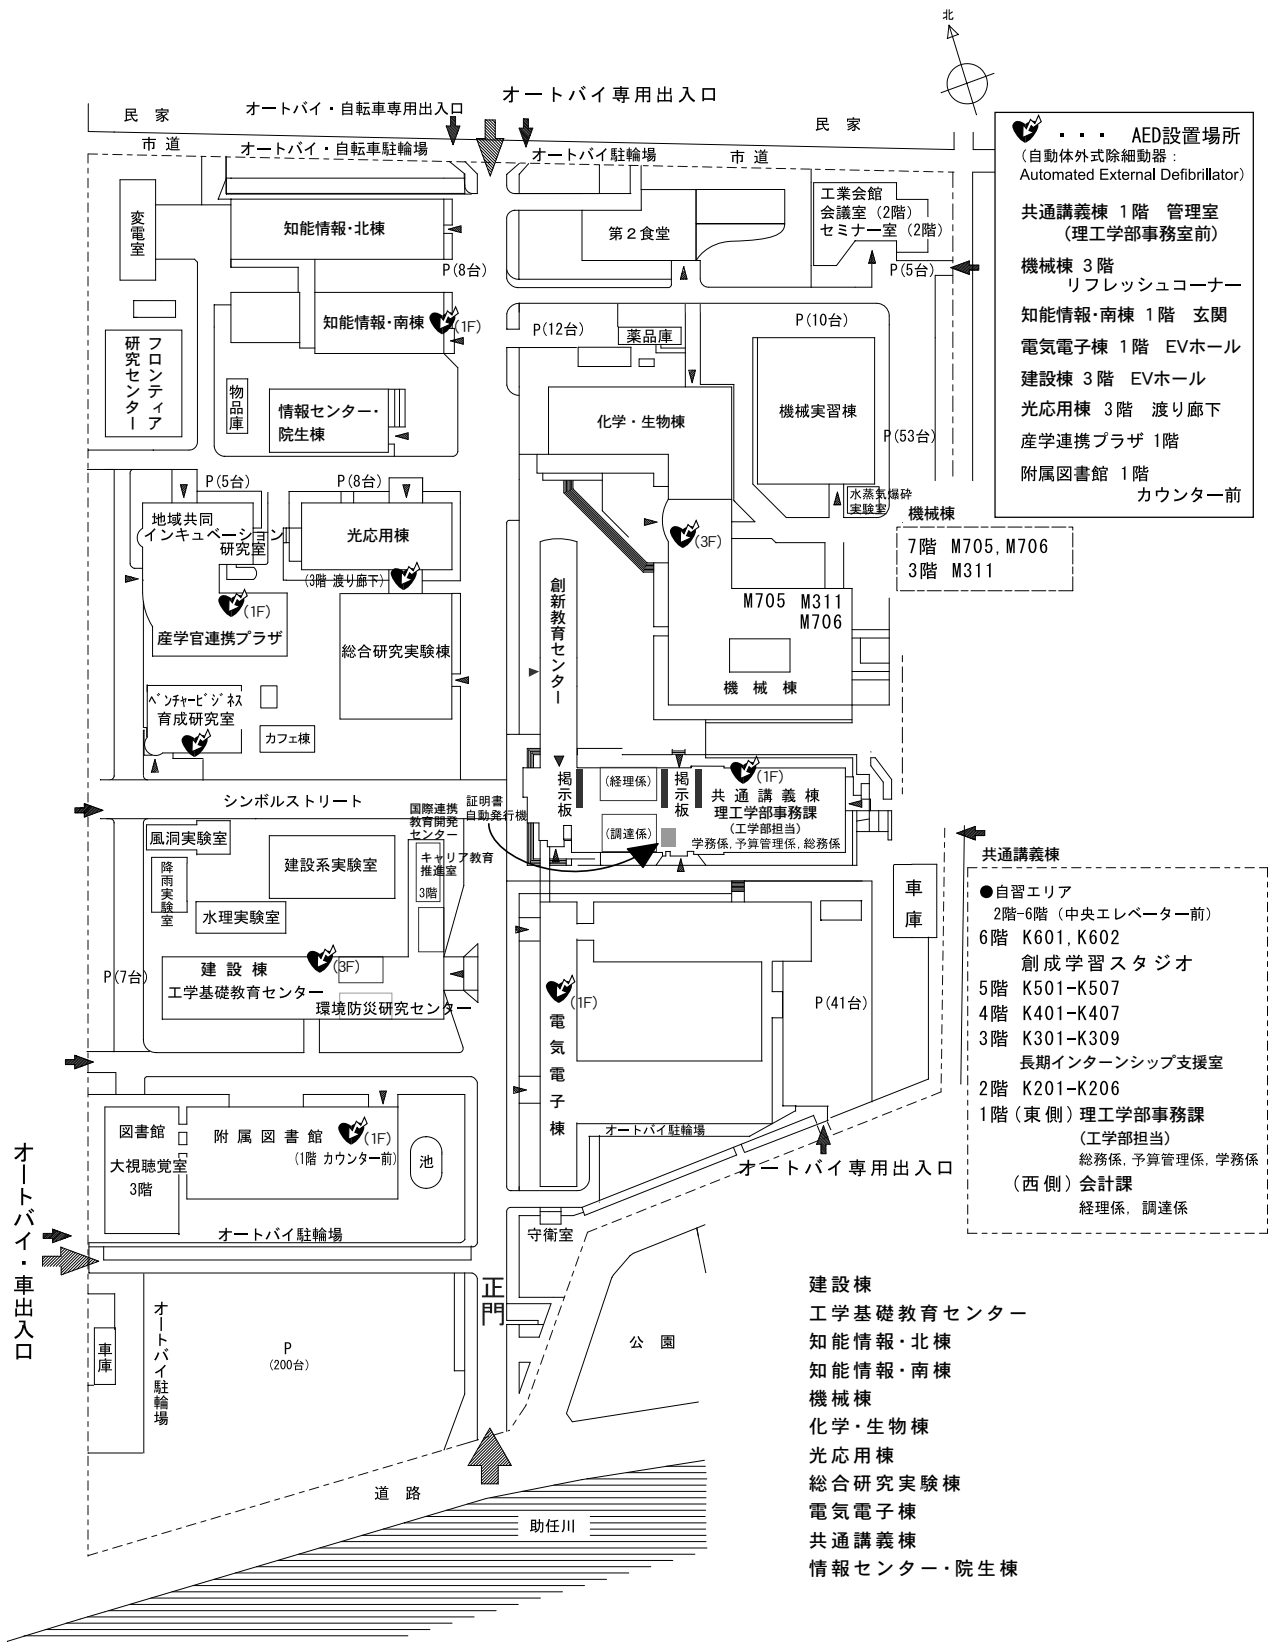 北
オートバイ専用出入口
オートバイ・自転車専用出入口
民 家
民 家
市 道
オートバイ・自転車駐輪場
オートバイ駐輪場
市 道
変電室
知能情報・北棟
P(8台)
第2食堂
工業会館
会議室(2階)
セミナー室(2階)
P(5台)
知能情報・南棟
(1F)
P(12台)
薬品庫
P(10台)
フロンティア
研究センター
物品庫
情報センター・
院生棟
化学・生物棟
機械実習棟
P(53台)
P(5台)
P(8台)
水蒸気爆砕
実験室
地域共同
インキュベーション
研究室
光応用棟
(3階 渡り廊下)
(3F)
機械棟
7階 M705, M706
3階 M311
(1F)
産学官連携プラザ
総合研究実験棟
創新教育センター
M705 M311
M706
機 械 棟
ベンチャービジネス
育成研究室
カフェ棟
シンボルストリート
国際連携
教育開発
センター
証明書
自動発行機
掲示板
(経理係)
(調達係)
掲示板
(1F)
共 通 講 義 棟
理工学部事務課
(工学部担当)
学務係, 予算管理係, 総務係
風洞実験室
降雨実験室
建設系実験室
水理実験室
キャリア教育
推進室
3階
車庫
P(7台)
建 設 棟
(3F)
工学基礎教育センター
環境防災研究センター
(1F)
電気電子棟
P(41台)
図書館
大視聴覚室
3階
附 属 図 書 館
(1F)
(1階 カウンター前)
池
オートバイ駐輪場
オートバイ専用出入口
オートバイ駐輪場
守衛室
オートバイ・車出入口
正門
車庫
オートバイ駐輪場
P
(200台)
公 園
道 路
助任川
・・・ AED設置場所
(自動体外式除細動器:
Automated External Defibrillator)
共通講義棟 1階 管理室
(理工学部事務室前)
機械棟 3階
リフレッシュコーナー
知能情報・南棟 1階 玄関
電気電子棟 1階 EVホール
建設棟 3階 EVホール
光応用棟 3階 渡り廊下
産学連携プラザ 1階
附属図書館 1階
カウンター前
共通講義棟
●自習エリア
2階-6階(中央エレベーター前)
6階 K601, K602
創成学習スタジオ
5階 K501-K507
4階 K401-K407
3階 K301-K309
長期インターンシップ支援室
2階 K201-K206
1階(東側)理工学部事務課
(工学部担当)
総務係, 予算管理係, 学務係
(西側)会計課
経理係, 調達係
建設棟
工学基礎教育センター
知能情報・北棟
知能情報・南棟
機械棟
化学・生物棟
光応用棟
総合研究実験棟
電気電子棟
共通講義棟
情報センター・院生棟